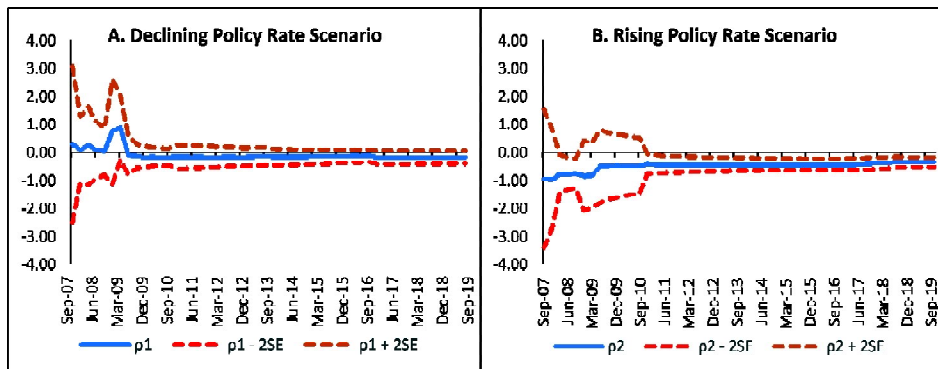 A. Declining Policy Rate Scenario
4.00
3.00
2.00
1.00
0.00
-1.00
-2.00
-3.00
-4.00
Sep-07
Jun-08
Mar-09
Dec-09
Sep-10
Jun-11
Mar-12
Dec-12
Sep-13
Jun-14
Mar-15
Dec-15
Sep-16
Jun-17
Mar-18
Dec-18
Sep-19
ρ1
ρ1 - 2SE
ρ1 + 2SE
B. Rising Policy Rate Scenario
4.00
3.00
2.00
1.00
0.00
-1.00
-2.00
-3.00
-4.00
Sep-07
Jun-08
Mar-09
Dec-09
Sep-10
Jun-11
Mar-12
Dec-12
Sep-13
Jun-14
Mar-15
Dec-15
Sep-16
Jun-17
Mar-18
Dec-18
Sep-19
ρ2
ρ2 - 2SE
ρ2 + 2SE